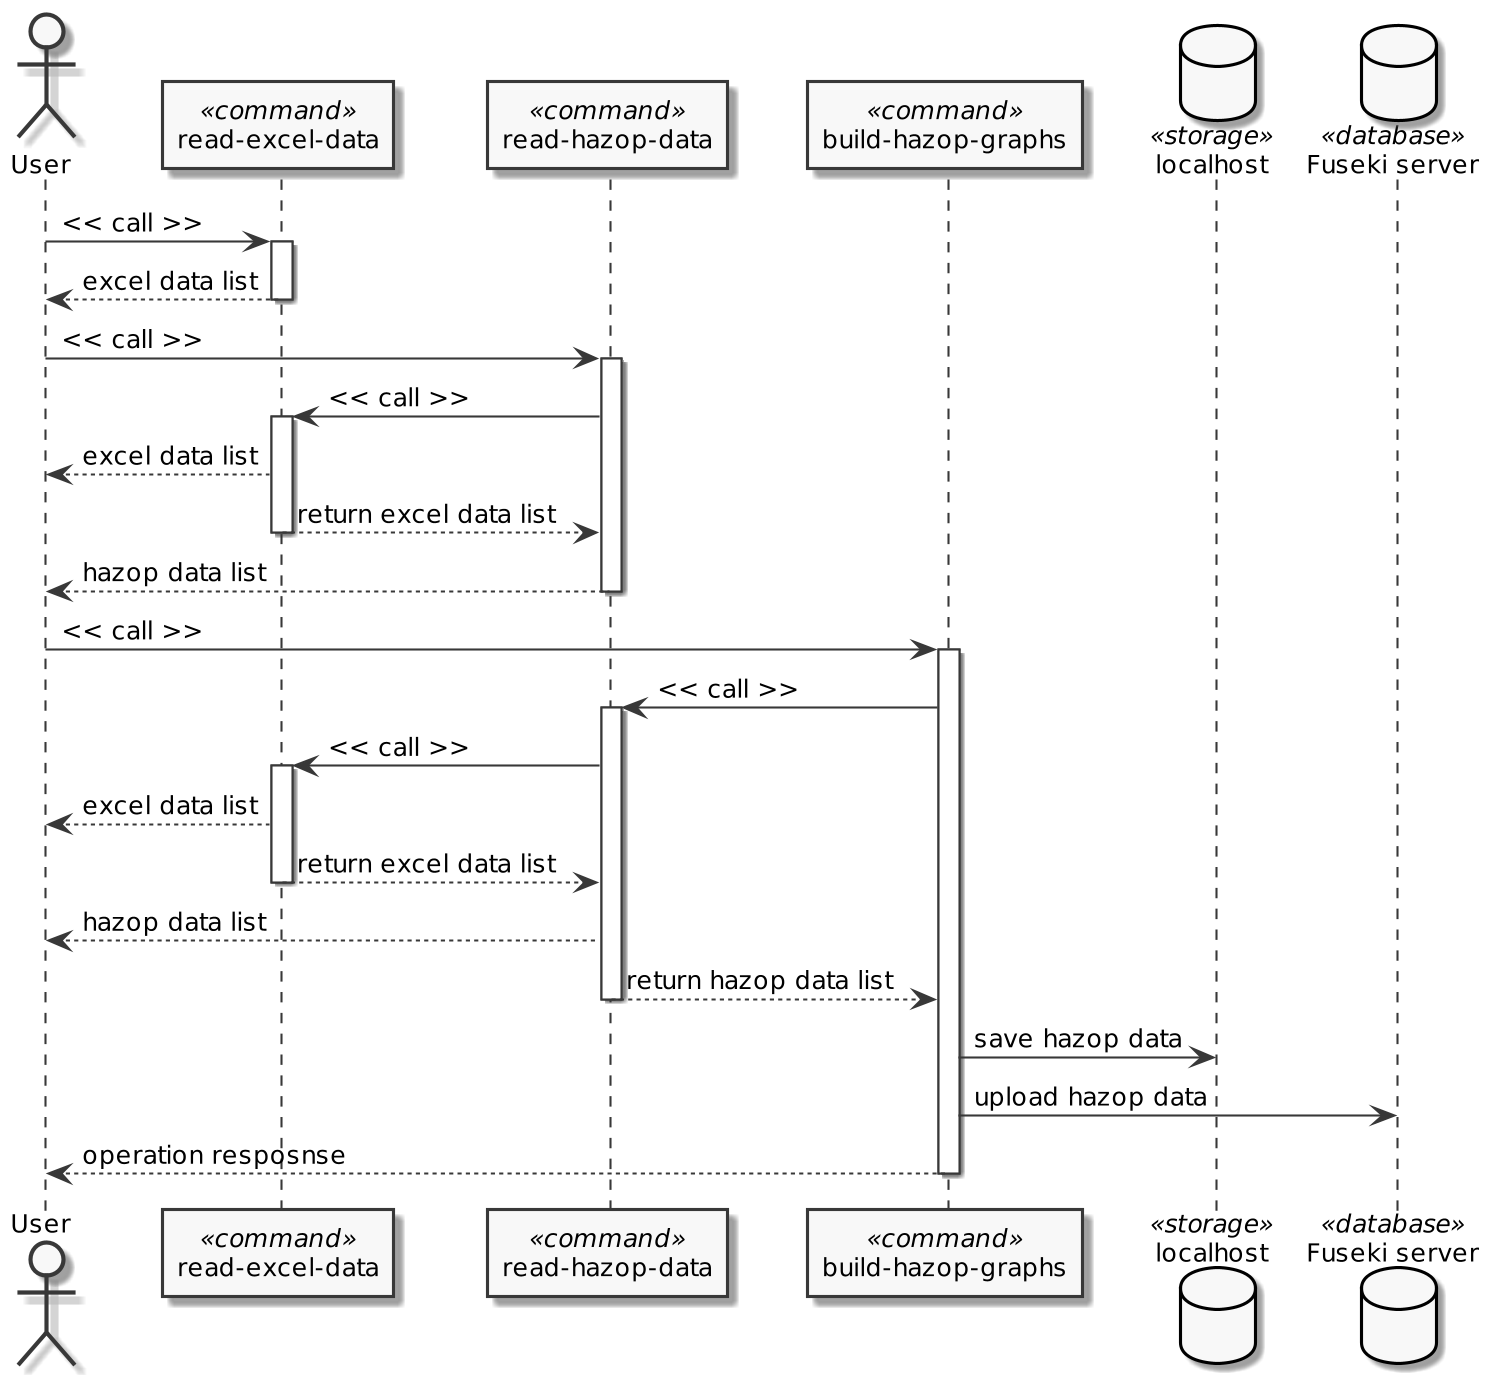 User
«command»
read-excel-data
«command»
read-hazop-data
«command»
build-hazop-graphs
«storage»
localhost
«database»
Fuseki server
<< call >>
excel data list
<< call >>
<< call >>
excel data list
return excel data list
hazop data list
<< call >>
<< call >>
<< call >>
excel data list
return excel data list
hazop data list
return hazop data list
save hazop data
upload hazop data
operation resposnse
User
«command»
read-excel-data
«command»
read-hazop-data
«command»
build-hazop-graphs
«storage»
localhost
«database»
Fuseki server